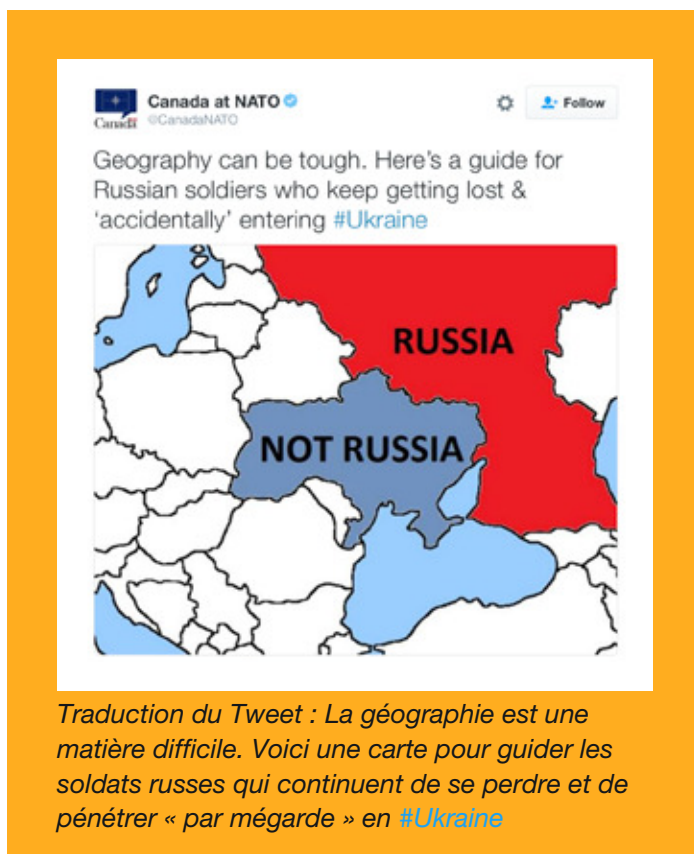 Canada at NATO
@CanadaNATO
Canada
Follow
Geography can be tough. Here's a guide for
Russian soldiers who keep getting lost &
'accidentally' entering #Ukraine
RUSSIA
NOT RUSSIA
Traduction du Tweet : La géographie est une
matière difficile. Voici une carte pour guider les
soldats russes qui continuent de se perdre et de
pénétrer « par mégarde » en #Ukraine